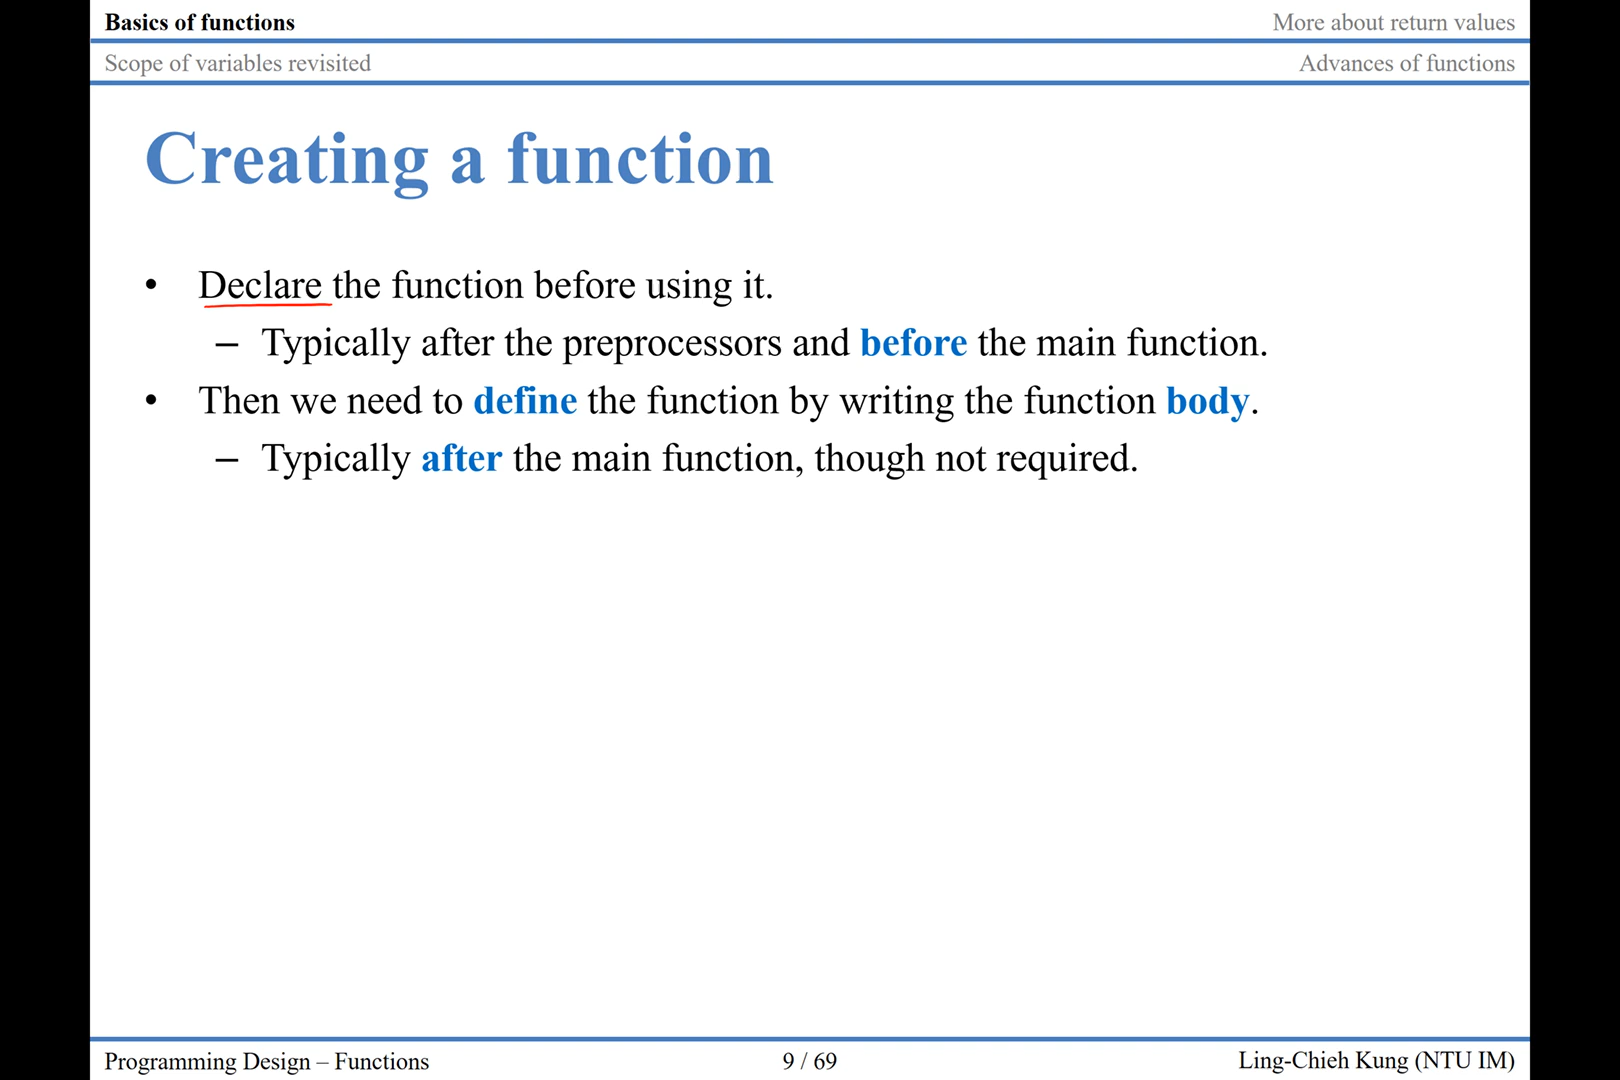 Basics of functions More about return values
Scope of variables revisited Advances of functions
Creating a function
• Declare the function before using it.
– Typically after the preprocessors and before the main function.
• Then we need to define the function by writing the function body.
– Typically after the main function, though not required.
Programming Design – Functions 9 / 69 Ling-Chieh Kung (NTU IM)